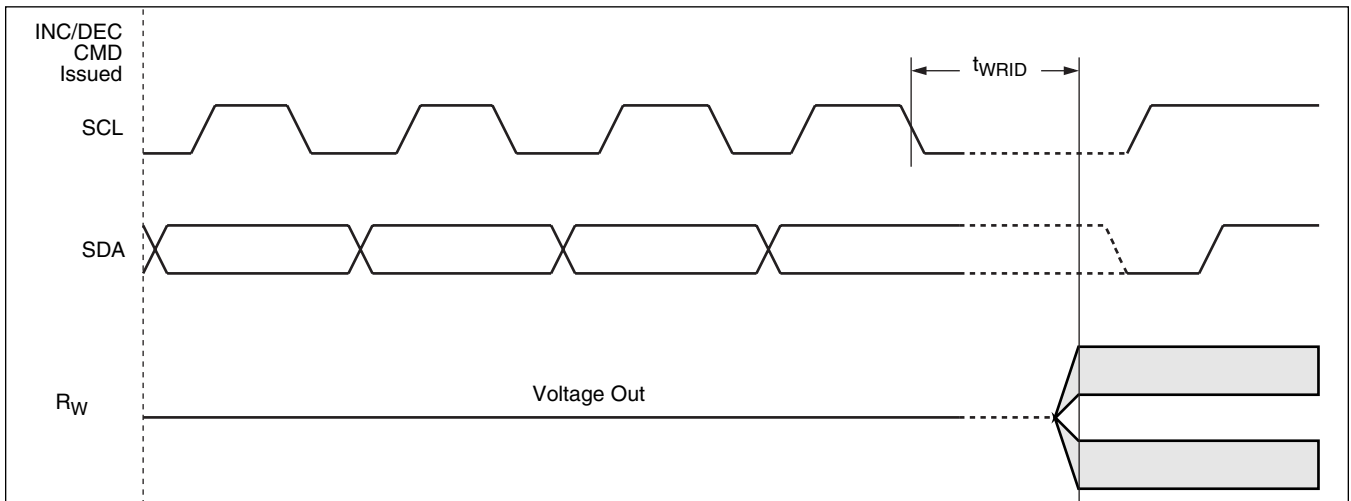 INC/DEC
CMD
Issued
tWRID
SCL
SDA
Voltage Out
RW